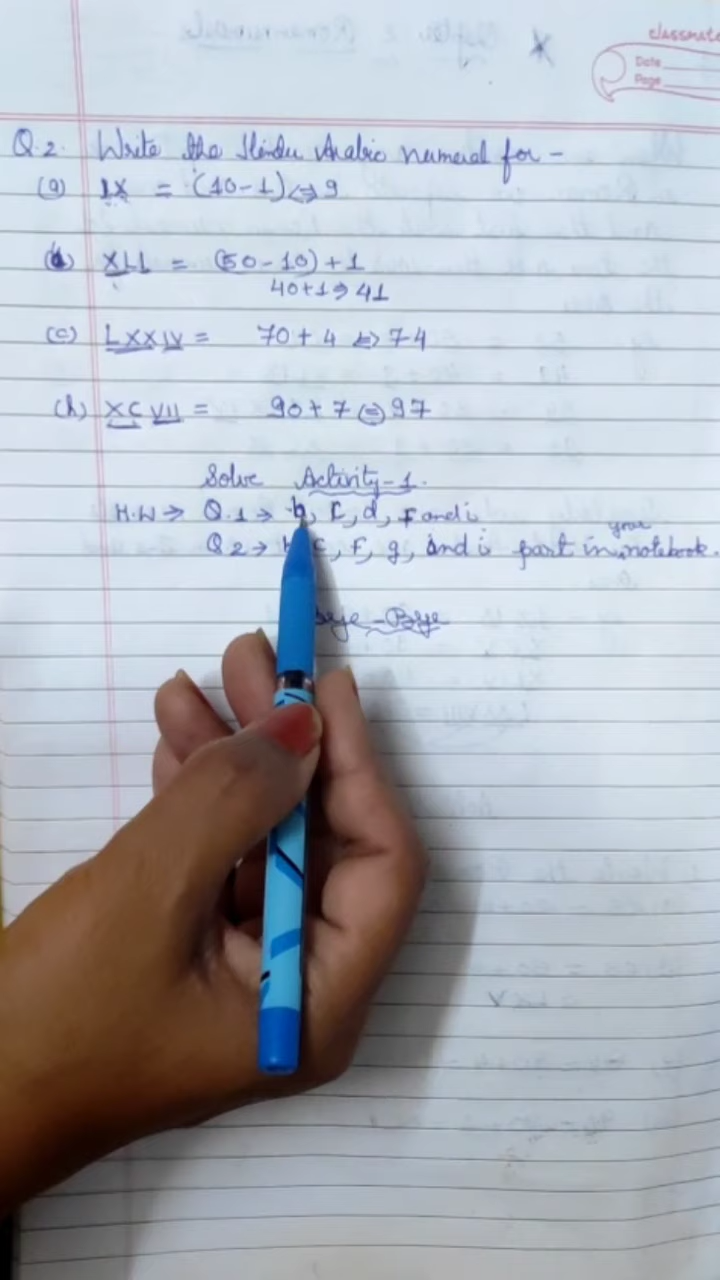 classmate
Date
Page
Q.2. Write the Hindu Arabic numeral for -
(a) IX = (10-1) ⇔ 9
XLI = (50-10)+1
40+1 ⇒ 41
(c) LXXIV = 70+4 ⇔ 74
(h) XCVII = 90+7 ⇔ 97
Solve Activity-1.
H.W → Q.1 → b, c, d, f and i
Q2 → c, f, g, and i part in your notebook.
Bye